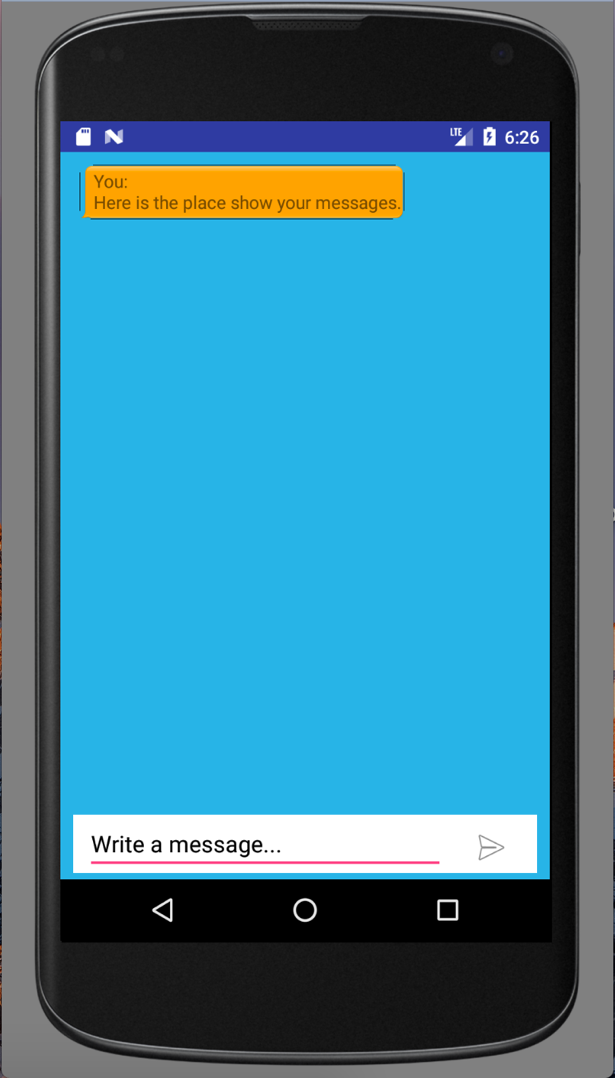 LTE 6:26
You:
Here is the place show your messages.
Write a message...